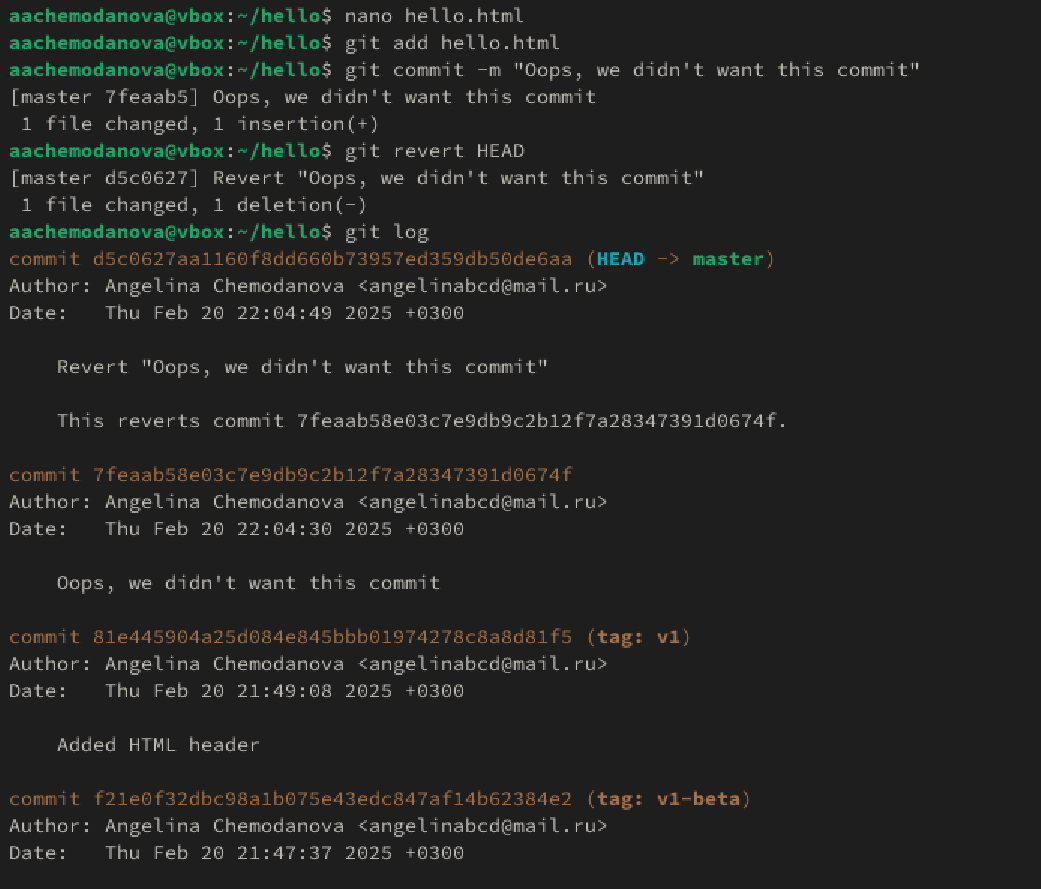 aachemodanova@vbox:~/hello$ nano hello.html
aachemodanova@vbox:~/hello$ git add hello.html
aachemodanova@vbox:~/hello$ git commit -m "Oops, we didn't want this commit"
[master 7feaab5] Oops, we didn't want this commit
 1 file changed, 1 insertion(+)
aachemodanova@vbox:~/hello$ git revert HEAD
[master d5c0627] Revert "Oops, we didn't want this commit"
 1 file changed, 1 deletion(-)
aachemodanova@vbox:~/hello$ git log
commit d5c0627aa1160f8dd660b73957ed359db50de6aa (HEAD -> master)
Author: Angelina Chemodanova <angelinabcd@mail.ru>
Date:   Thu Feb 20 22:04:49 2025 +0300

    Revert "Oops, we didn't want this commit"

    This reverts commit 7feaab58e03c7e9db9c2b12f7a28347391d0674f.

commit 7feaab58e03c7e9db9c2b12f7a28347391d0674f
Author: Angelina Chemodanova <angelinabcd@mail.ru>
Date:   Thu Feb 20 22:04:30 2025 +0300

    Oops, we didn't want this commit

commit 81e445904a25d084e845bbb01974278c8a8d81f5 (tag: v1)
Author: Angelina Chemodanova <angelinabcd@mail.ru>
Date:   Thu Feb 20 21:49:08 2025 +0300

    Added HTML header

commit f21e0f32dbc98a1b075e43edc847af14b62384e2 (tag: v1-beta)
Author: Angelina Chemodanova <angelinabcd@mail.ru>
Date:   Thu Feb 20 21:47:37 2025 +0300